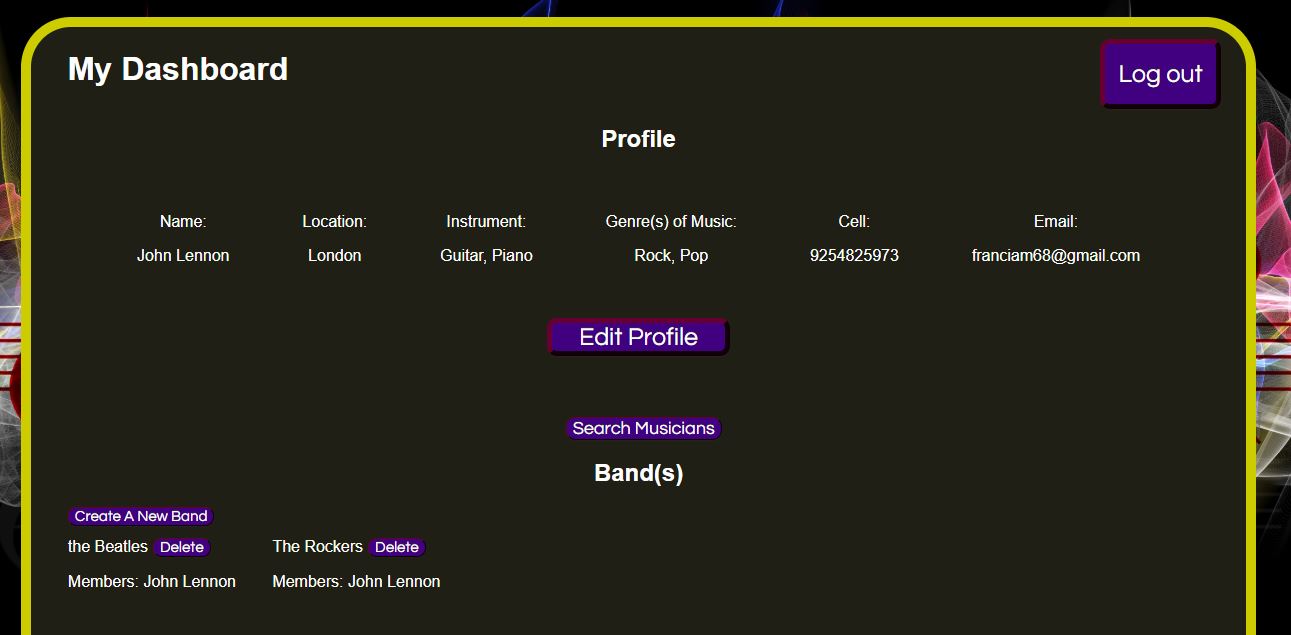 My Dashboard
Log out
Profile
Name: Location: Instrument: Genre(s) of Music: Cell: Email:
John Lennon London Guitar, Piano Rock, Pop 9254825973 franciam68@gmail.com
Edit Profile
Search Musicians
Band(s)
Create A New Band
the Beatles Delete The Rockers Delete
Members: John Lennon Members: John Lennon